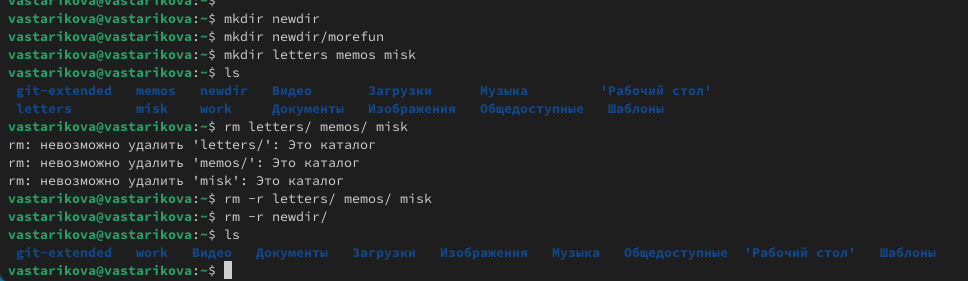 vastarikova@vastarikova:~$
vastarikova@vastarikova:~$ mkdir newdir
vastarikova@vastarikova:~$ mkdir newdir/morefun
vastarikova@vastarikova:~$ mkdir letters memos misk
vastarikova@vastarikova:~$ ls
git-extended memos newdir Видео Загрузки Музыка 'Рабочий стол'
letters misk work Документы Изображения Общедоступные Шаблоны
vastarikova@vastarikova:~$ rm letters/ memos/ misk
rm: невозможно удалить 'letters/': Это каталог
rm: невозможно удалить 'memos/': Это каталог
rm: невозможно удалить 'misk': Это каталог
vastarikova@vastarikova:~$ rm -r letters/ memos/ misk
vastarikova@vastarikova:~$ rm -r newdir/
vastarikova@vastarikova:~$ ls
git-extended work Видео Документы Загрузки Изображения Музыка Общедоступные 'Рабочий стол' Шаблоны
vastarikova@vastarikova:~$